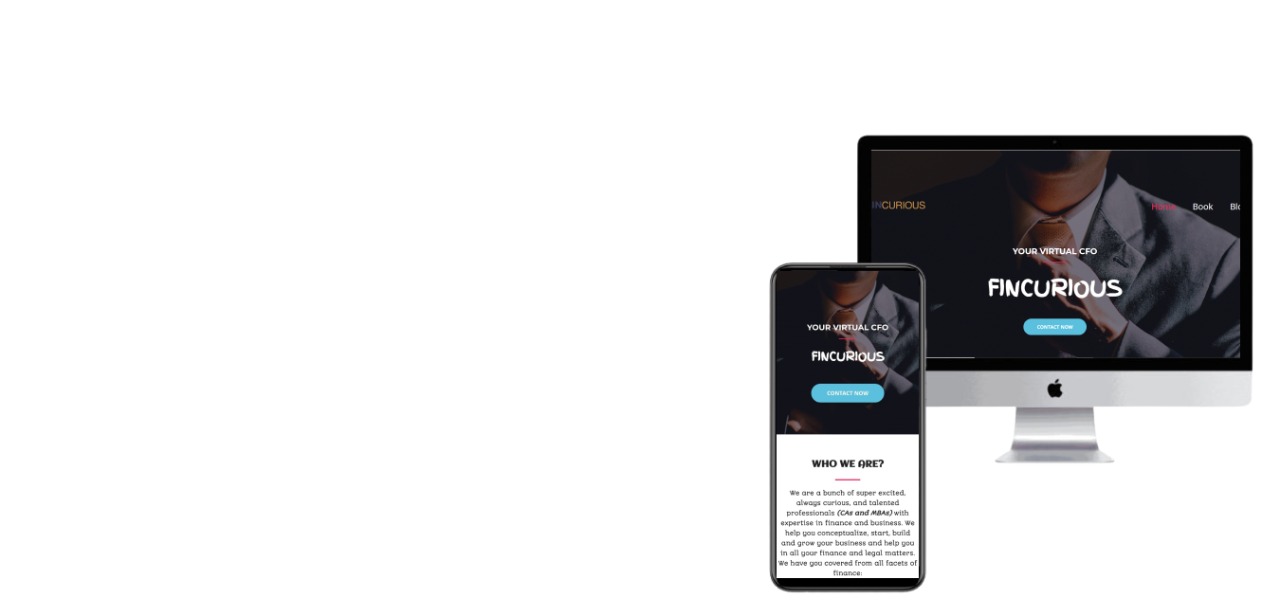 INCURIOUS
Home Book Blo
YOUR VIRTUAL CFO
FINCURIOUS
CONTACT NOW
YOUR VIRTUAL CFO
FINCURIOUS
CONTACT NOW
WHO WE ARE?
We are a bunch of super excited,
always curious, and talented
professionals (CAs and MBAs) with
expertise in finance and business. We
help you conceptualize, start, build
and grow your business and help you
in all your finance and legal matters.
We have you covered from all facets of
finance: